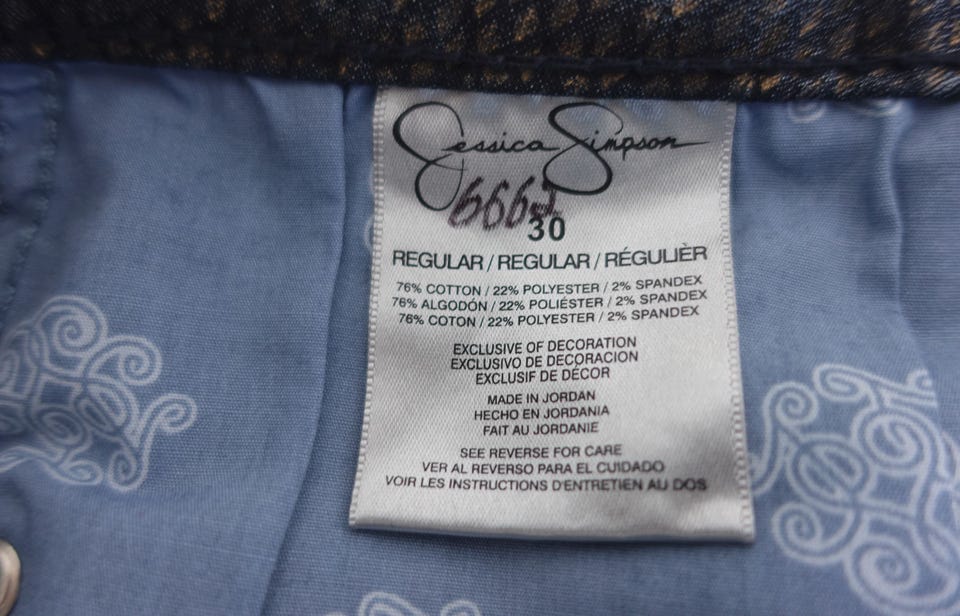 Jessica Simpson
30
REGULAR / REGULAR / RÉGULIÈR
76% COTTON / 22% POLYESTER / 2% SPANDEX
76% ALGODÓN / 22% POLIÉSTER / 2% SPANDEX
76% COTON / 22% POLYESTER / 2% SPANDEX
EXCLUSIVE OF DECORATION
EXCLUSIVO DE DECORACION
EXCLUSIF DE DÉCOR
MADE IN JORDAN
HECHO EN JORDANIA
FAIT AU JORDANIE
SEE REVERSE FOR CARE
VER AL REVERSO PARA EL CUIDADO
VOIR LES INSTRUCTIONS D'ENTRETIEN AU DOS